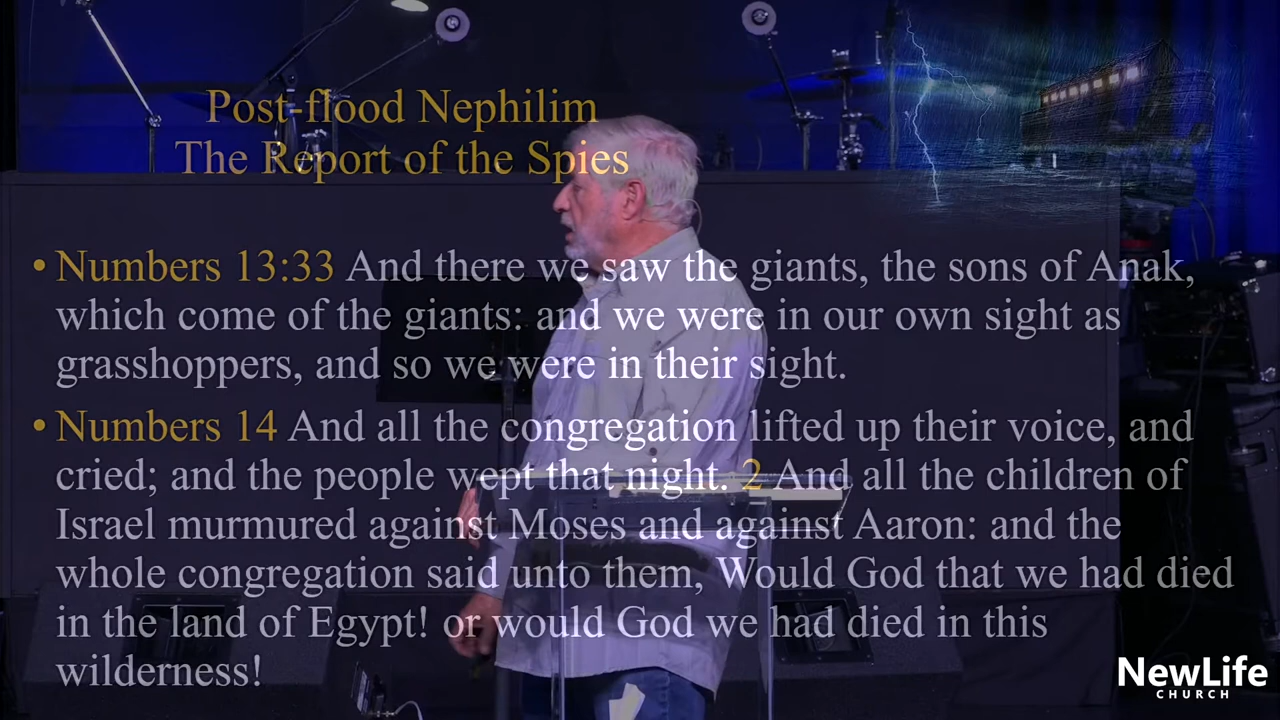 Post-flood Nephilim
The Report of the Spies
• Numbers 13:33 And there we saw the giants, the sons of Anak,
which come of the giants: and we were in our own sight as
grasshoppers, and so we were in their sight.
• Numbers 14 And all the congregation lifted up their voice, and
cried; and the people wept that night. 2 And all the children of
Israel murmured against Moses and against Aaron: and the
whole congregation said unto them, Would God that we had died
in the land of Egypt! or would God we had died in this
wilderness!
NewLife
CHURCH